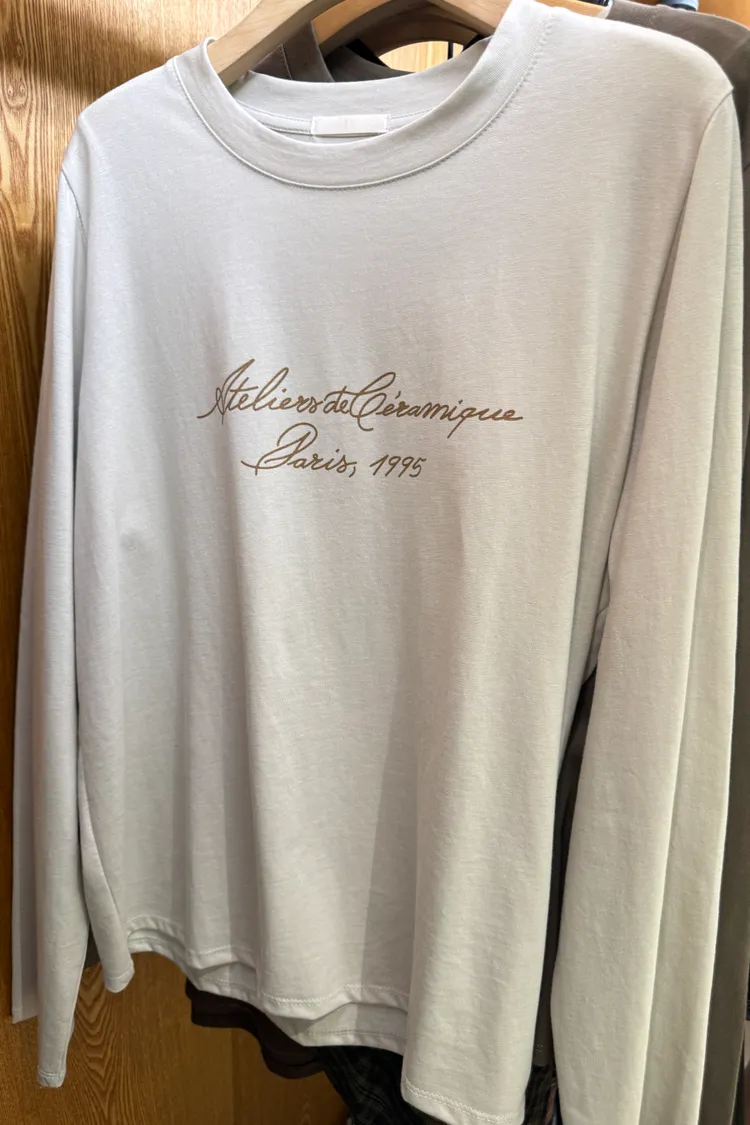 Ateliers de Céramique
Paris, 1995